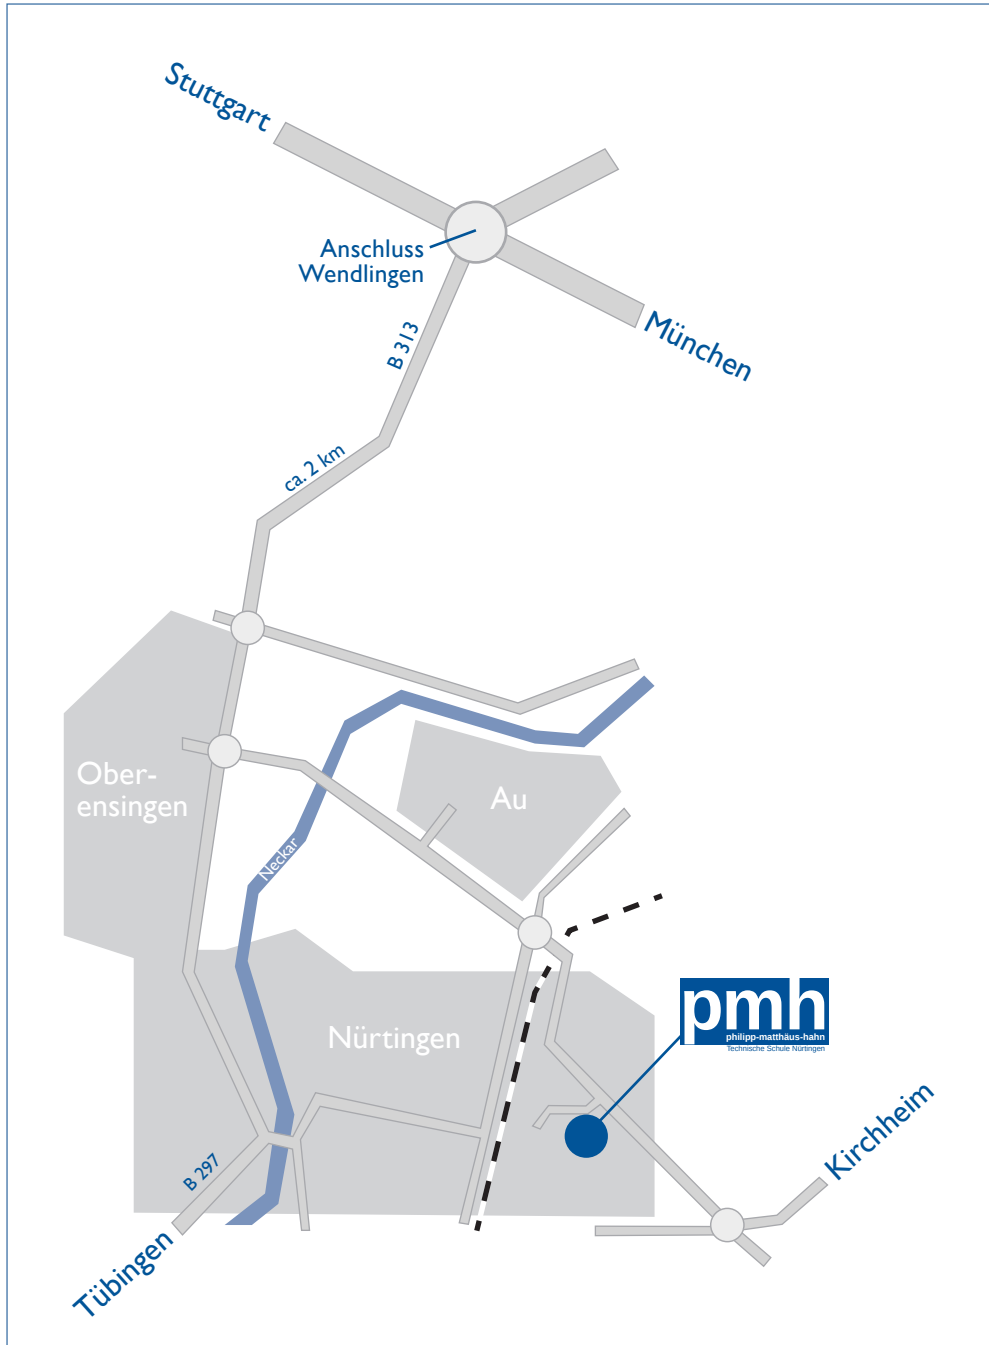 Stuttgart
Anschluss
Wendlingen
München
B 313
ca. 2 km
Ober-
ensingen
Au
Neckar
Nürtingen
pmh
philipp-matthäus-hahn
Technische Schule Nürtingen
Kirchheim
B 297
Tübingen